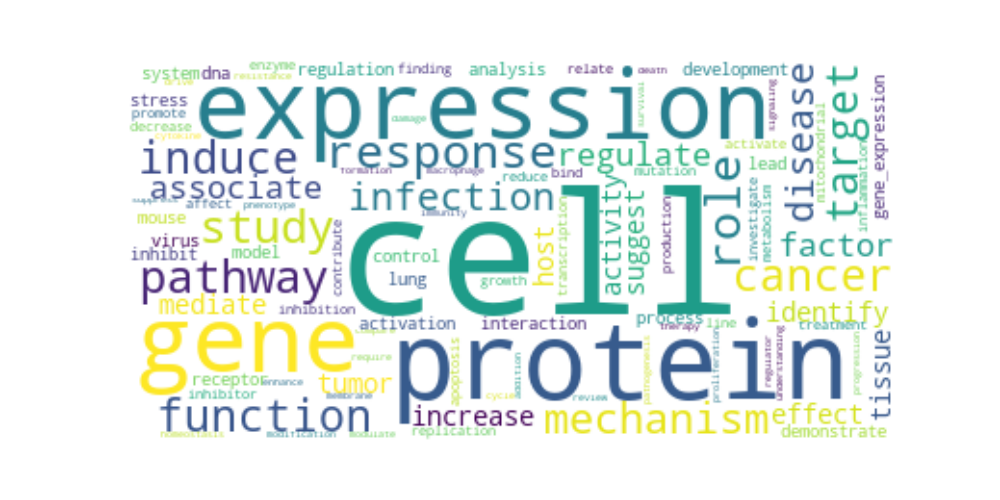 system
dna
drive
enzyme
resistance
regulation
finding
analysis
relate
death
development
stress
promote
decrease
cytokine
expression
damage
survival
signaling
disease
mitochondrial
target
gene_expression
inflammation
induce
response
formation
macrophage
reduce
bind
regulate
mutation
activate
lead
role
associate
suppress
affect
phenotype
infection
immunity
activity
suggest
production
investigate
metabolism
mouse
study
virus
inhibit
model
contribute
control
lung
cell
growth
host
transcription
factor
pathway
cancer
mediate
inhibition
activation
interaction
process
therapy
line
identify
treatment
gene
compare
require
protein
apoptosis
addition
pathogenesis
proliferation
regulator
understanding
progression
tissue
receptor
enhance
inhibitor
tumor
membrane
cycle
review
function
increase
mechanism
effect
homeostasis
modification
modulate
replication
demonstrate